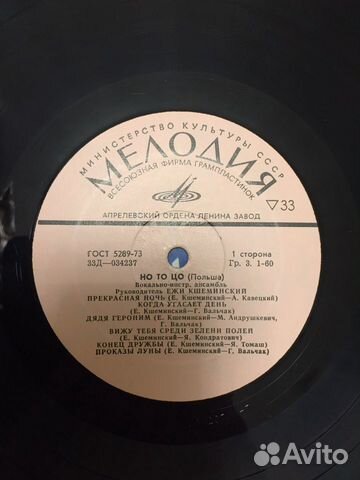 МИНИСТЕРСТВО КУЛЬТУРЫ СССР
МЕЛОДИЯ
ВСЕСОЮЗНАЯ ФИРМА ГРАМПЛАСТИНОК
▽33
АПРЕЛЕВСКИЙ ОРДЕНА ЛЕНИНА ЗАВОД
ГОСТ 5289-73
33Д—034237
1 сторона
Гр. 3. 1-60
НО ТО ЦО (Польша)
Вокально-инстр. ансамбль
Руководитель ЕЖИ КШЕМИНСКИЙ
ПРЕКРАСНАЯ НОЧЬ (Е. Кшеминский—А. Кавецкий)
КОГДА УГАСАЕТ ДЕНЬ
(Е. Кшеминский—Г. Вальчак)
ДЯДЯ ГЕРОНИМ (Е. Кшеминский—М. Андрушкевич,
Г. Вальчак)
ВИЖУ ТЕБЯ СРЕДИ ЗЕЛЕНИ ПОЛЕЙ
(Е. Кшеминский—Я. Кондратович)
КОНЕЦ ДРУЖБЫ (Е. Кшеминский—Я. Томаш)
ПРОКАЗЫ ЛУНЫ (Е. Кшеминский—Г. Вальчак)
Avito